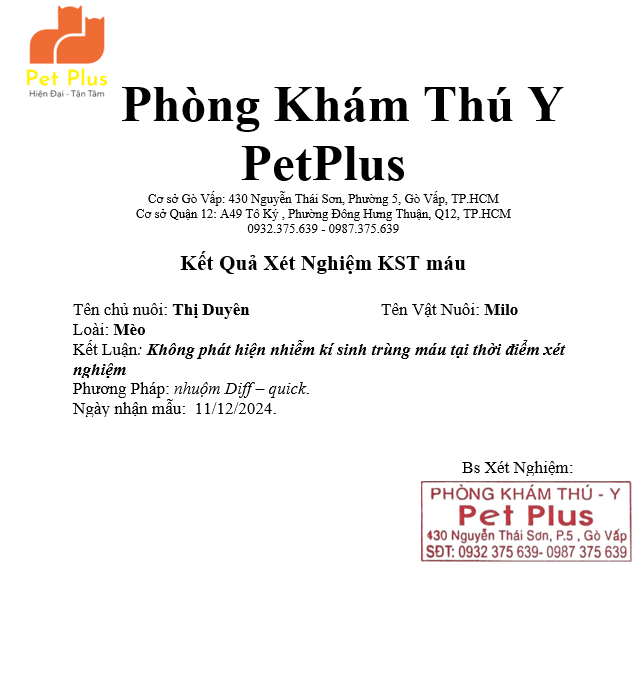 Pet Plus
Hiện Đại - Tận Tâm
Phòng Khám Thú Y
PetPlus
Cơ sở Gò Vấp: 430 Nguyễn Thái Sơn, Phường 5, Gò Vấp, TP.HCM
Cơ sở Quận 12: A49 Tô Ký , Phường Đông Hưng Thuận, Q12, TP.HCM
0932.375.639 - 0987.375.639
Kết Quả Xét Nghiệm KST máu
Tên chủ nuôi: Thị Duyên Tên Vật Nuôi: Milo
Loài: Mèo
Kết Luận: Không phát hiện nhiễm kí sinh trùng máu tại thời điểm xét
nghiệm
Phương Pháp: nhuộm Diff – quick.
Ngày nhận mẫu: 11/12/2024.
Bs Xét Nghiệm:
PHÒNG KHÁM THÚ - Y
Pet Plus
430 Nguyễn Thái Sơn, P.5 , Gò Vấp
SĐT: 0932 375 639- 0987 375 639